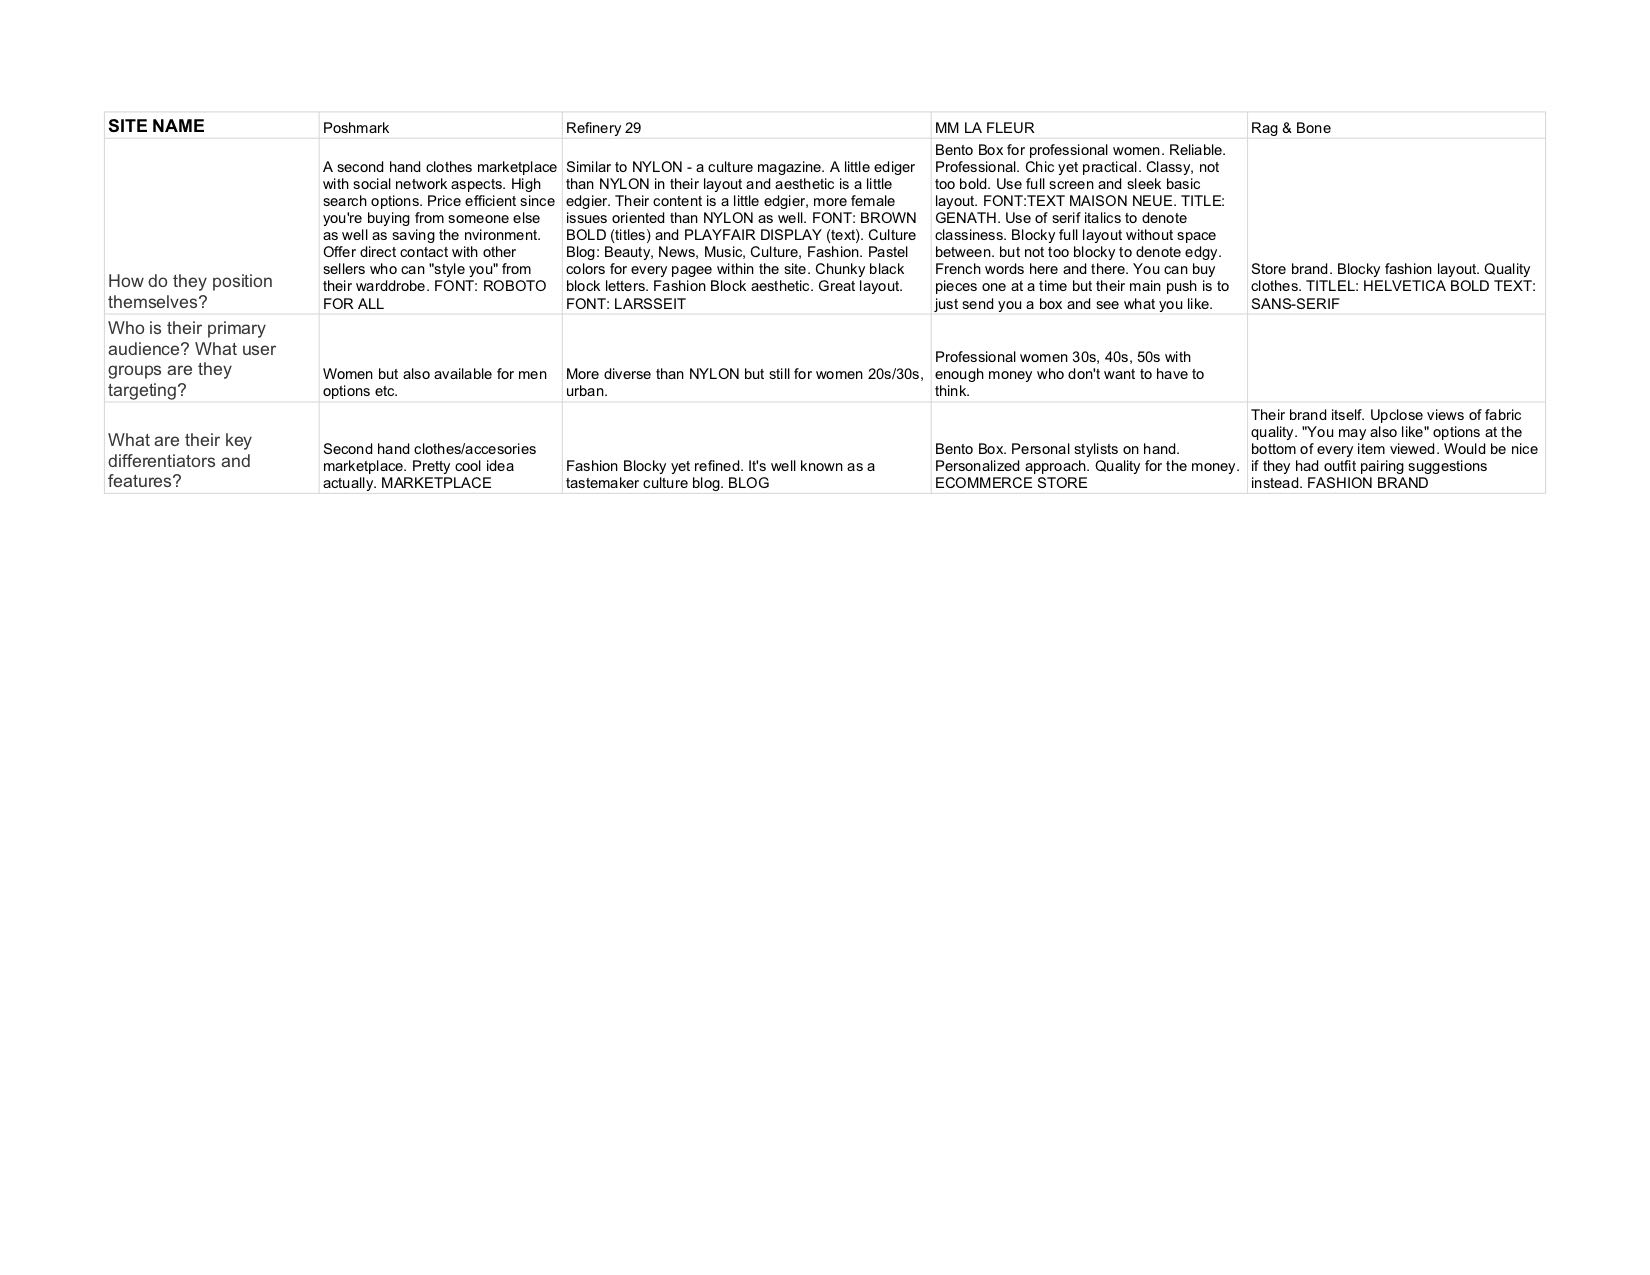 SITE NAME
Poshmark
Refinery 29
MM LA FLEUR
Rag & Bone
How do they position
themselves?
A second hand clothes marketplace
with social network aspects. High
search options. Price efficient since
you're buying from someone else
as well as saving the nvironment.
Offer direct contact with other
sellers who can "style you" from
their warddrobe. FONT: ROBOTO
FOR ALL
Similar to NYLON - a culture magazine. A little ediger
than NYLON in their layout and aesthetic is a little
edgier. Their content is a little edgier, more female
issues oriented than NYLON as well. FONT: BROWN
BOLD (titles) and PLAYFAIR DISPLAY (text). Culture
Blog: Beauty, News, Music, Culture, Fashion. Pastel
colors for every pagee within the site. Chunky black
block letters. Fashion Block aesthetic. Great layout.
FONT: LARSSEIT
Bento Box for professional women. Reliable.
Professional. Chic yet practical. Classy, not
too bold. Use full screen and sleek basic
layout. FONT:TEXT MAISON NEUE. TITLE:
GENATH. Use of serif italics to denote
classiness. Blocky full layout without space
between. but not too blocky to denote edgy.
French words here and there. You can buy
pieces one at a time but their main push is to
just send you a box and see what you like.
Store brand. Blocky fashion layout. Quality
clothes. TITLEL: HELVETICA BOLD TEXT:
SANS-SERIF
Who is their primary
audience? What user
groups are they
targeting?
Women but also available for men
options etc.
More diverse than NYLON but still for women 20s/30s,
urban.
Professional women 30s, 40s, 50s with
enough money who don't want to have to
think.
What are their key
differentiators and
features?
Second hand clothes/accesories
marketplace. Pretty cool idea
actually. MARKETPLACE
Fashion Blocky yet refined. It's well known as a
tastemaker culture blog. BLOG
Bento Box. Personal stylists on hand.
Personalized approach. Quality for the money.
ECOMMERCE STORE
Their brand itself. Upclose views of fabric
quality. "You may also like" options at the
bottom of every item viewed. Would be nice
if they had outfit pairing suggestions
instead. FASHION BRAND